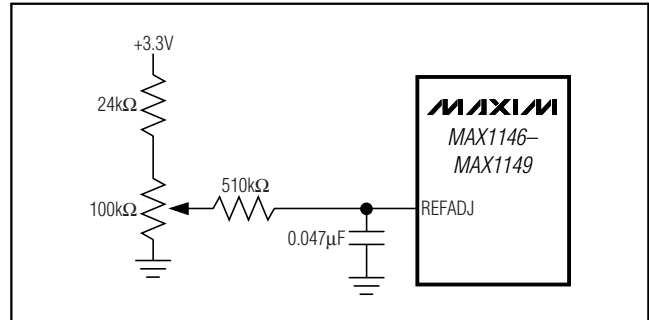 +3.3V
24kΩ
100kΩ
510kΩ
0.047μF
MAXIM
MAX1146–
MAX1149
REFADJ